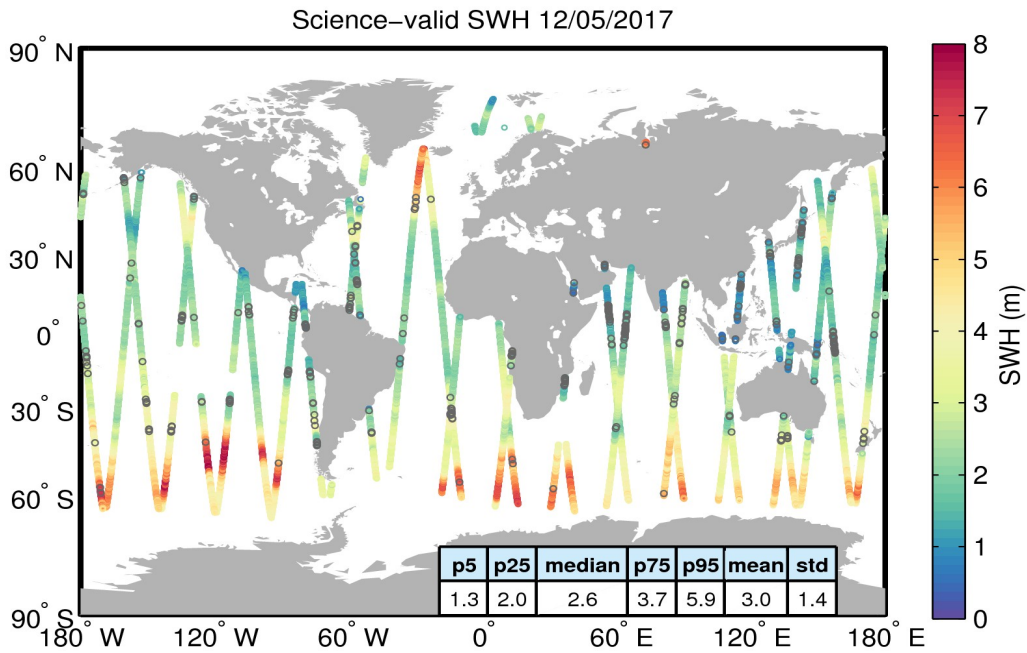 Science−valid SWH 12/05/2017
90° N
60° N
30° N
0°
30° S
60° S
90° S
180° W
120° W
60° W
0°
60° E
120° E
180° E
p5 p25 median p75 p95 mean std
1.3 2.0 2.6 3.7 5.9 3.0 1.4
8
7
6
5
4
3
2
1
0
SWH (m)